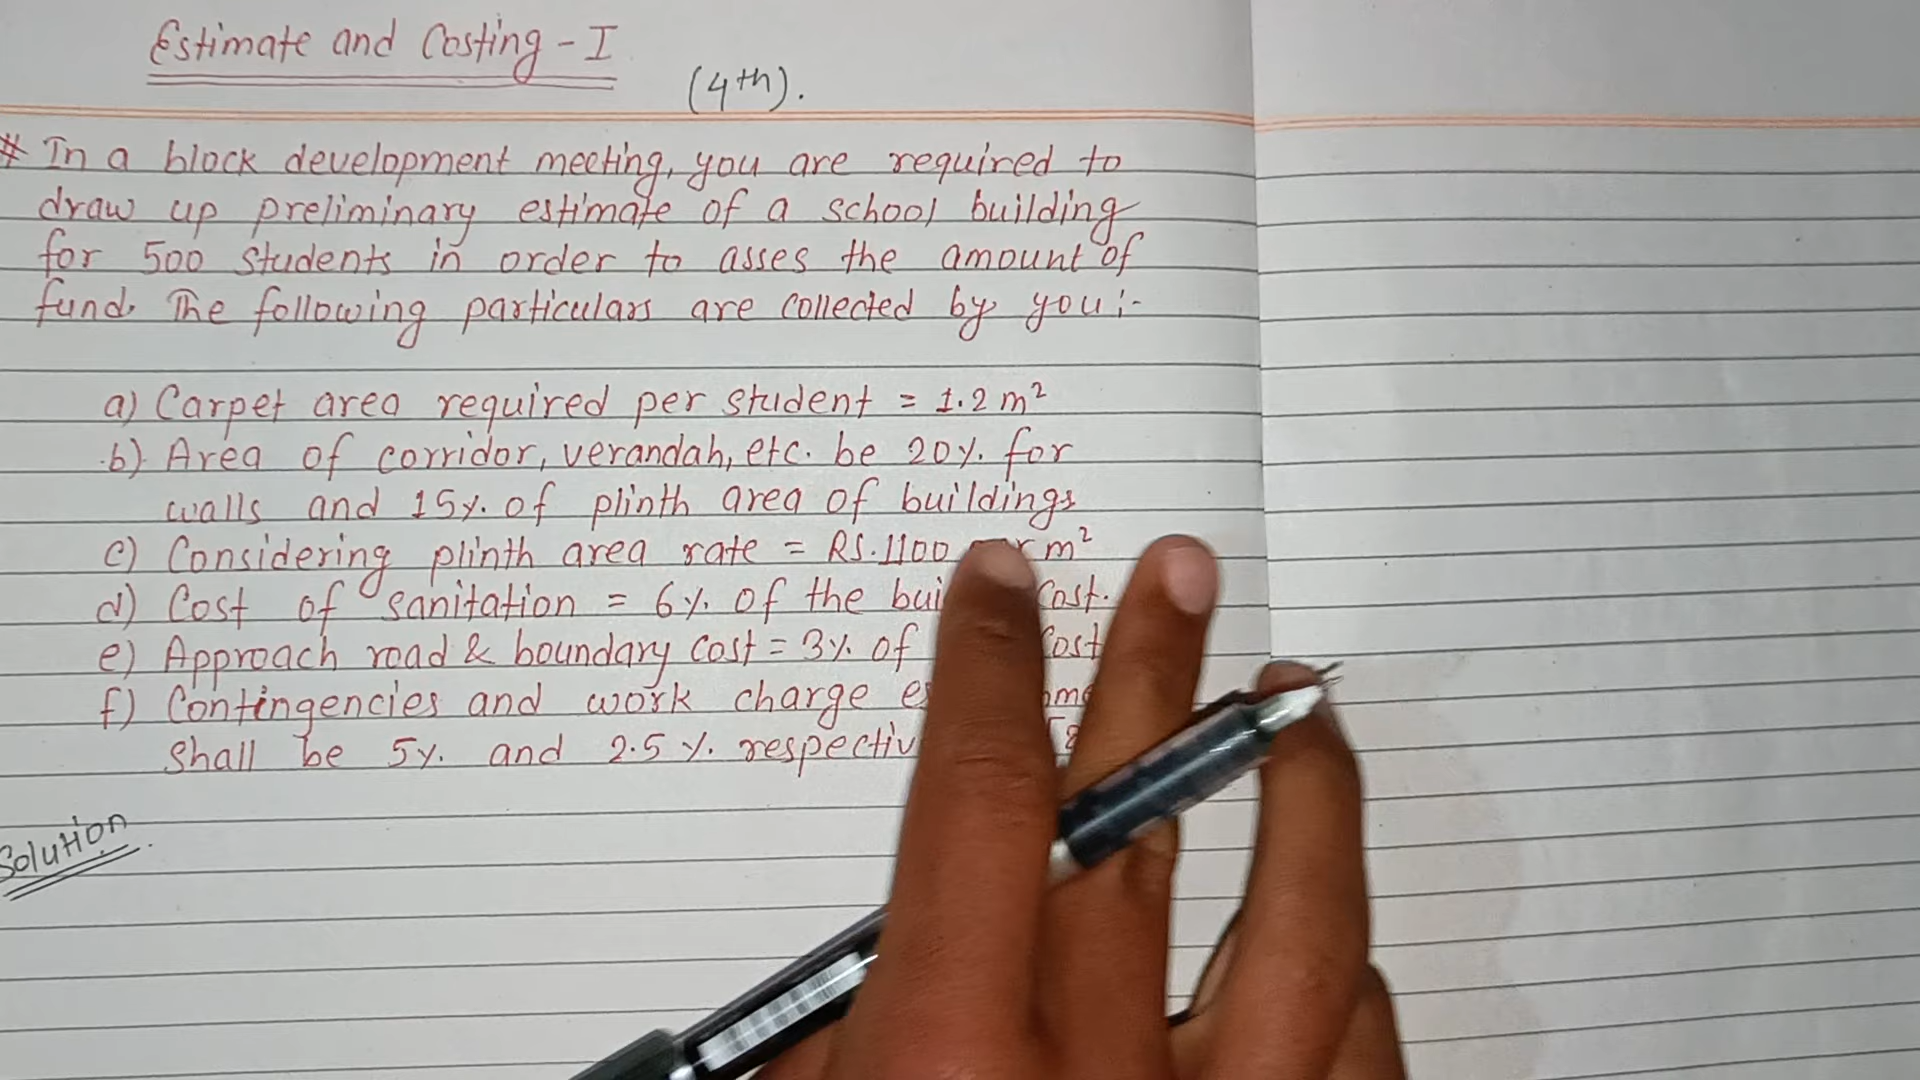 Estimate and Costing - I
(4th).
# In a block development meeting, you are required to
draw up preliminary estimate of a school building
for 500 students in order to asses the amount of
fund. The following particulars are collected by you :-
a) Carpet area required per student = 1.2 m²
b) Area of corridor, verandah, etc. be 20% for
walls and 15% of plinth area of buildings
c) Considering plinth area rate = RS. 1100 m²
d) Cost of sanitation = 6% of the cost.
e) Approach road & boundary cost = 3% of cost
f) Contingencies and work charge
shall be 5% and 2.5 %
Solution